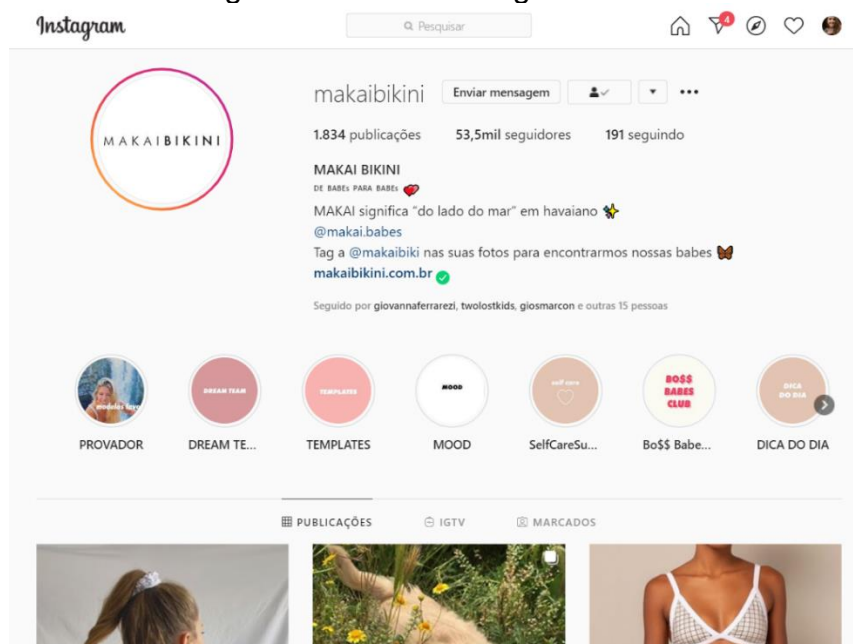 Instagram
Pesquisar
4
makaibikini Enviar mensagem
1.834 publicações 53,5mil seguidores 191 seguindo
MAKAI BIKINI
DE BABEs PARA BABEs
MAKAI significa "do lado do mar" em havaiano
@makai.babes
Tag a @makaibiki nas suas fotos para encontrarmos nossas babes
makaibikini.com.br
Seguido por giovannaferrarezi, twolostkids, giosmarcon e outras 15 pessoas
MAKAIBIKINI
DREAM TEAM
TEMPLATES
MOOD
self care
BO$$
BABES
CLUB
DICA
DO DIA
PROVADOR DREAM TE... TEMPLATES MOOD SelfCareSu... Bo$$ Babe... DICA DO DIA
PUBLICAÇÕES IGTV MARCADOS